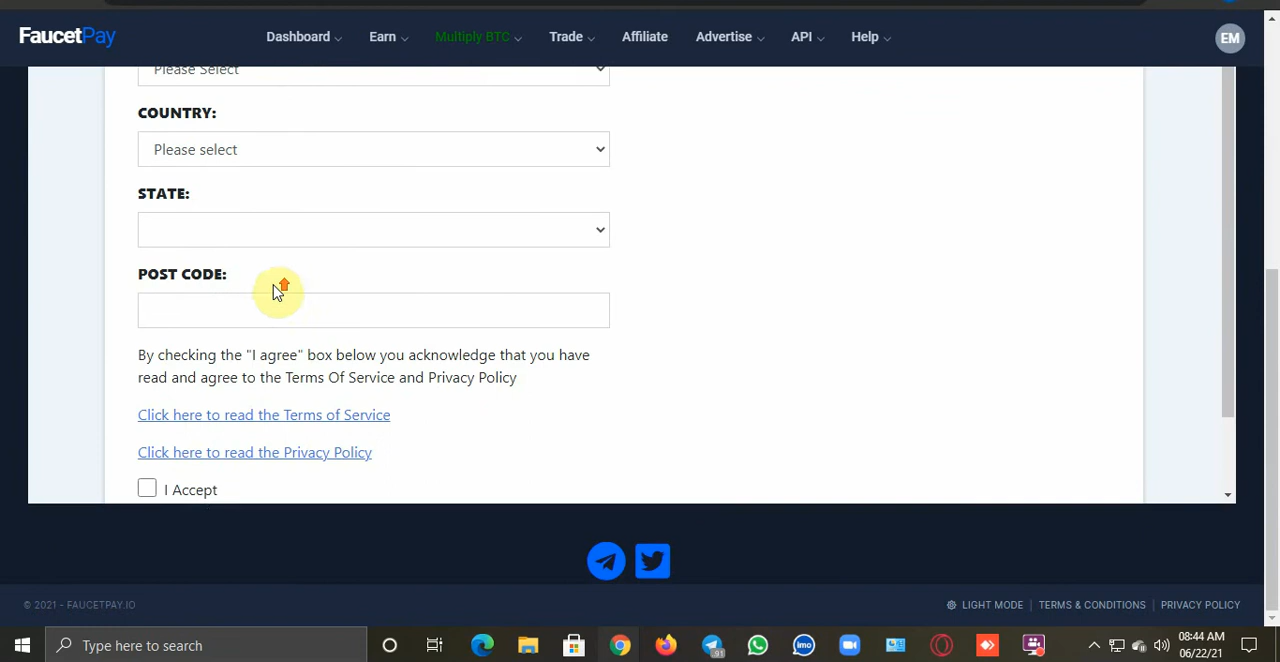 FaucetPay
Dashboard Earn Multiply BTC Trade Affiliate Advertise API Help EM
Please Select
COUNTRY:
Please select
STATE:
POST CODE:
By checking the "I agree" box below you acknowledge that you have
read and agree to the Terms Of Service and Privacy Policy
Click here to read the Terms of Service
Click here to read the Privacy Policy
I Accept
© 2021 - FAUCETPAY.IO
LIGHT MODE | TERMS & CONDITIONS | PRIVACY POLICY
Type here to search
91
imo
08:44 AM
06/22/21